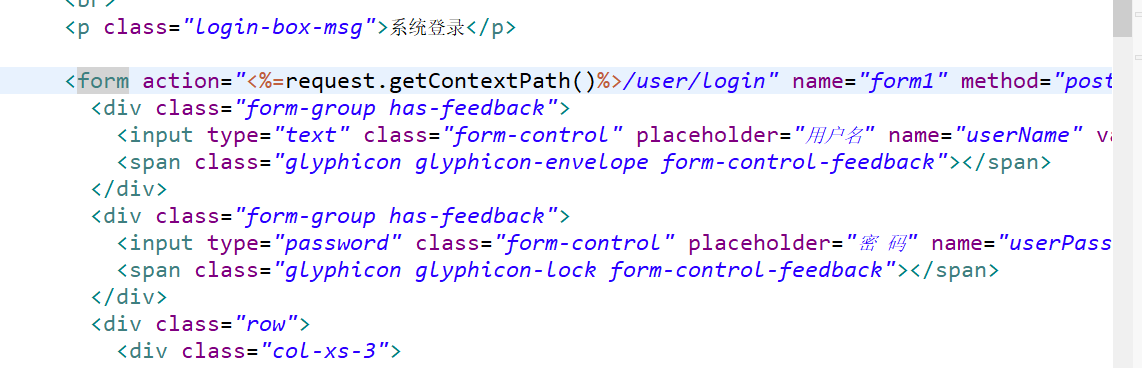 <br>
<p class="login-box-msg">系统登录</p>
<form action="<%=request.getContextPath()%>/user/login" name="form1" method="post
<div class="form-group has-feedback">
<input type="text" class="form-control" placeholder="用户名" name="userName" va
<span class="glyphicon glyphicon-envelope form-control-feedback"></span>
</div>
<div class="form-group has-feedback">
<input type="password" class="form-control" placeholder="密 码" name="userPass
<span class="glyphicon glyphicon-lock form-control-feedback"></span>
</div>
<div class="row">
<div class="col-xs-3">